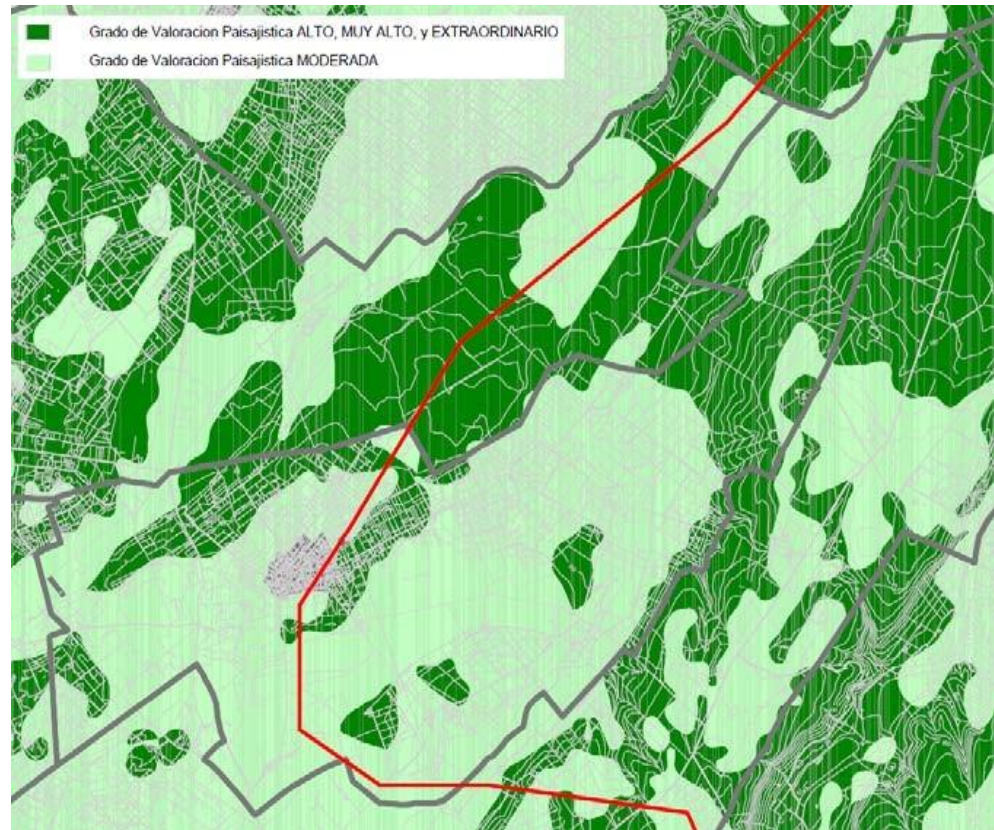 Grado de Valoracion Paisajistica ALTO, MUY ALTO, y EXTRAORDINARIO
Grado de Valoracion Paisajistica MODERADA